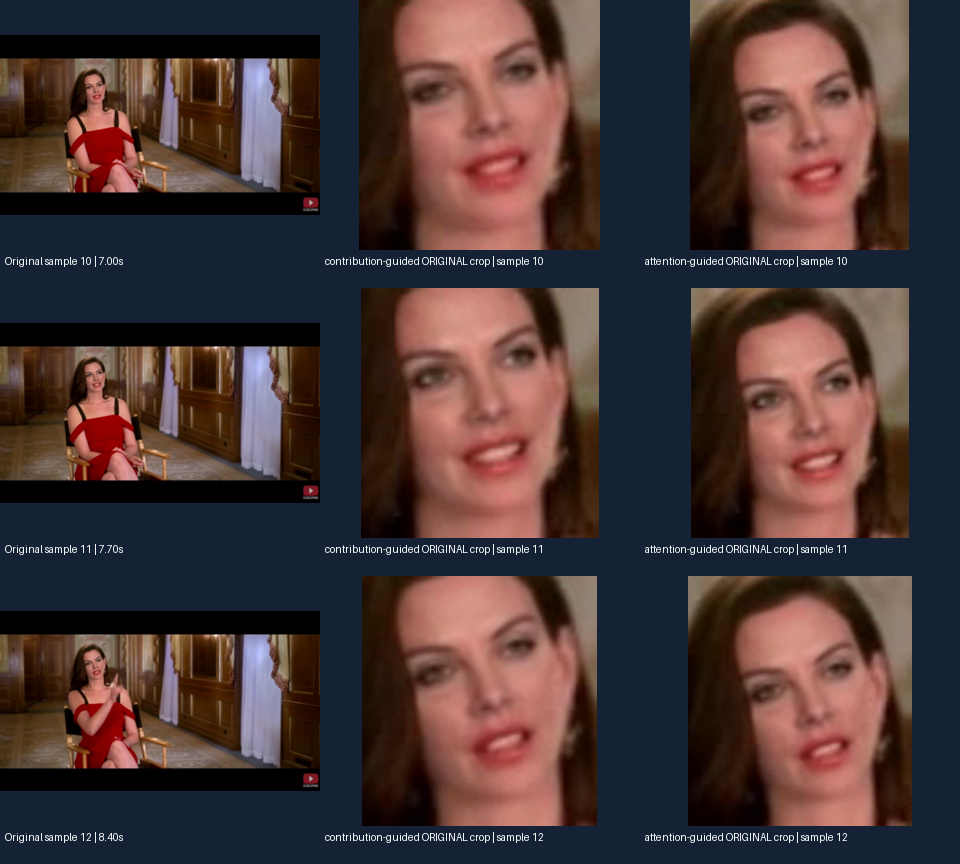 Original sample 10 | 7.00s
contribution-guided ORIGINAL crop | sample 10
attention-guided ORIGINAL crop | sample 10
Original sample 11 | 7.70s
contribution-guided ORIGINAL crop | sample 11
attention-guided ORIGINAL crop | sample 11
Original sample 12 | 8.40s
contribution-guided ORIGINAL crop | sample 12
attention-guided ORIGINAL crop | sample 12